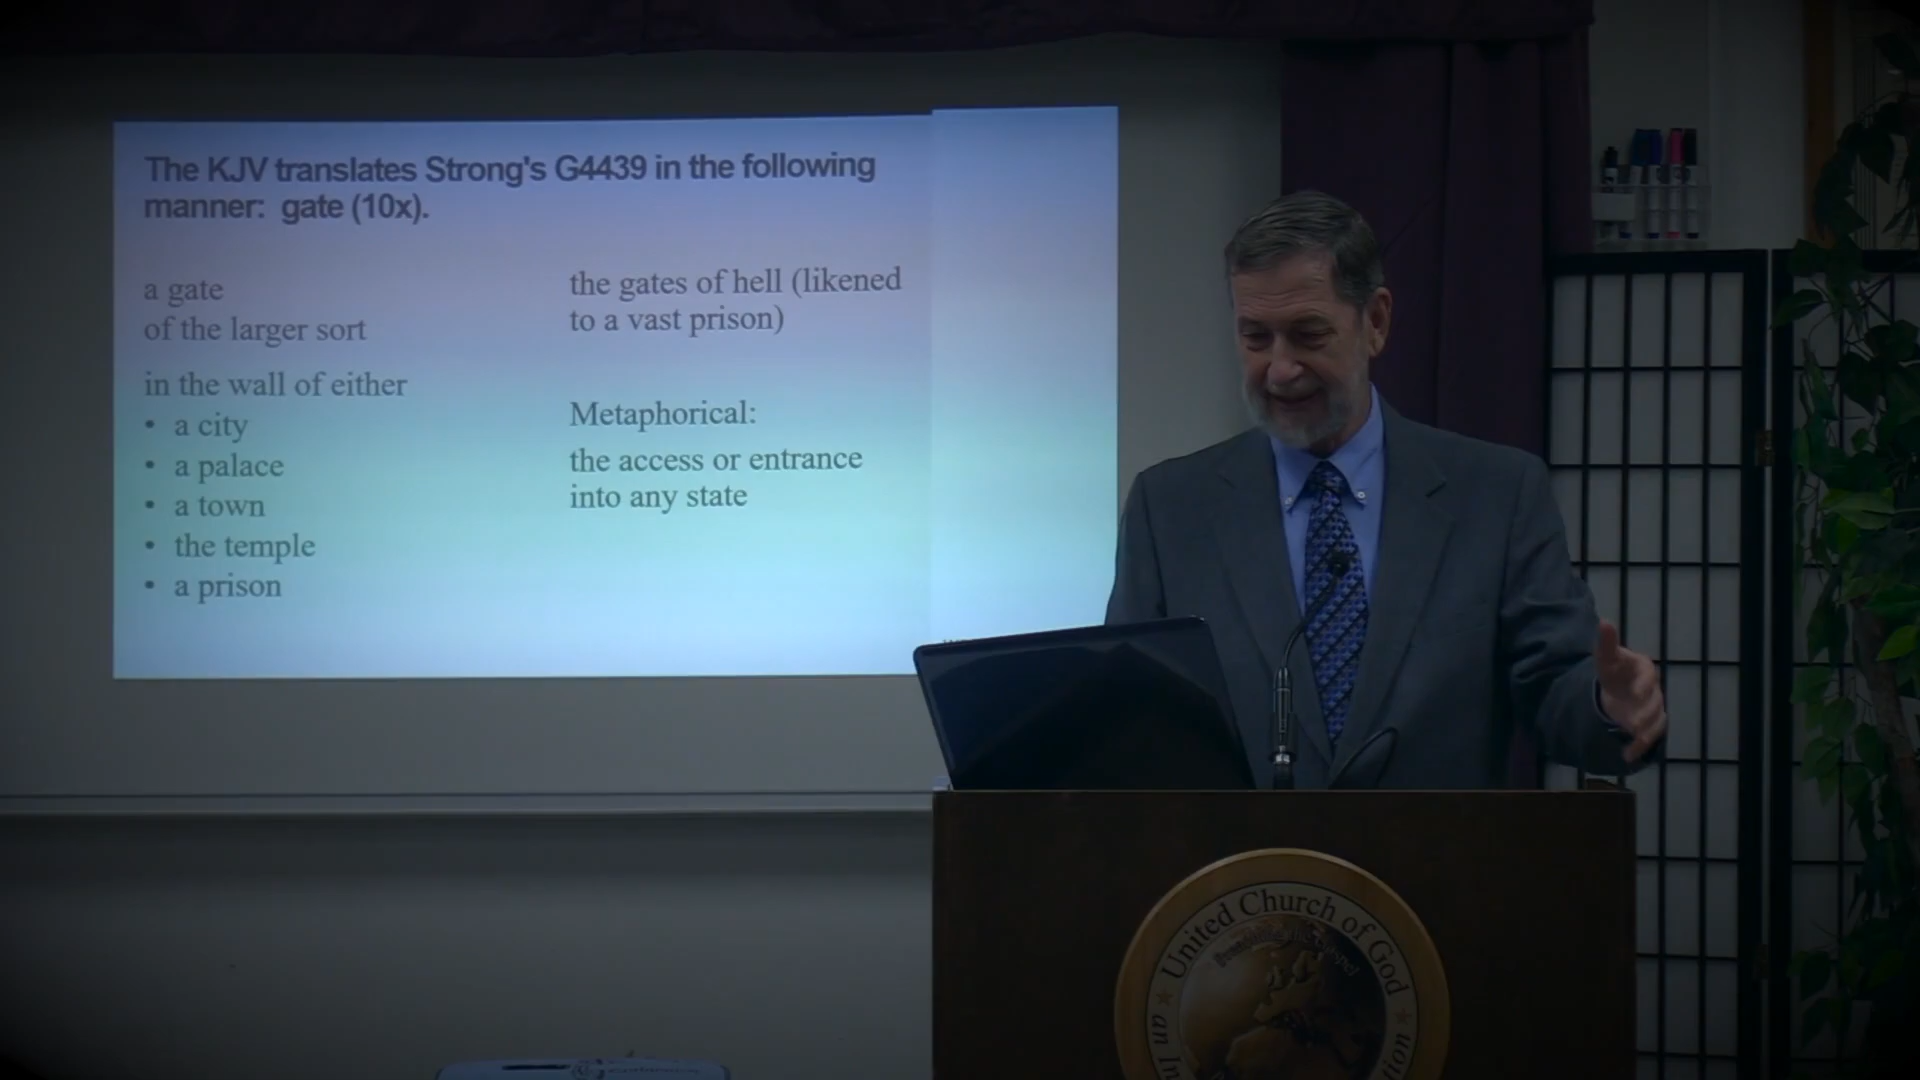 The KJV translates Strong's G4439 in the following
manner: gate (10x).
a gate
of the larger sort
in the wall of either
• a city
• a palace
• a town
• the temple
• a prison
the gates of hell (likened
to a vast prison)
Metaphorical:
the access or entrance
into any state
United Church of God
an